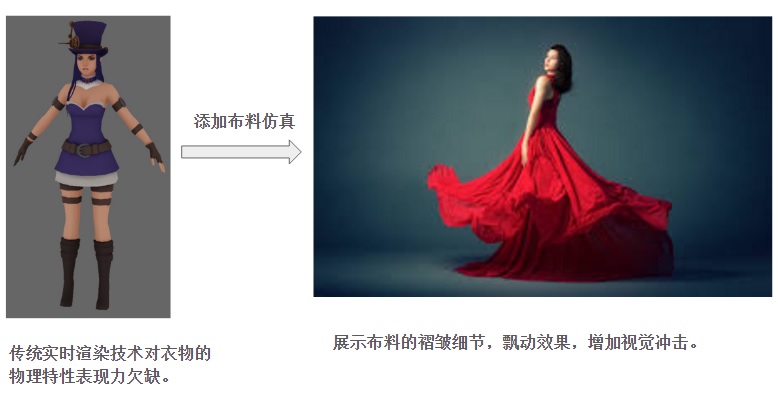 添加布料仿真
传统实时渲染技术对衣物的
物理特性表现力欠缺。
展示布料的褶皱细节，飘动效果，增加视觉冲击。